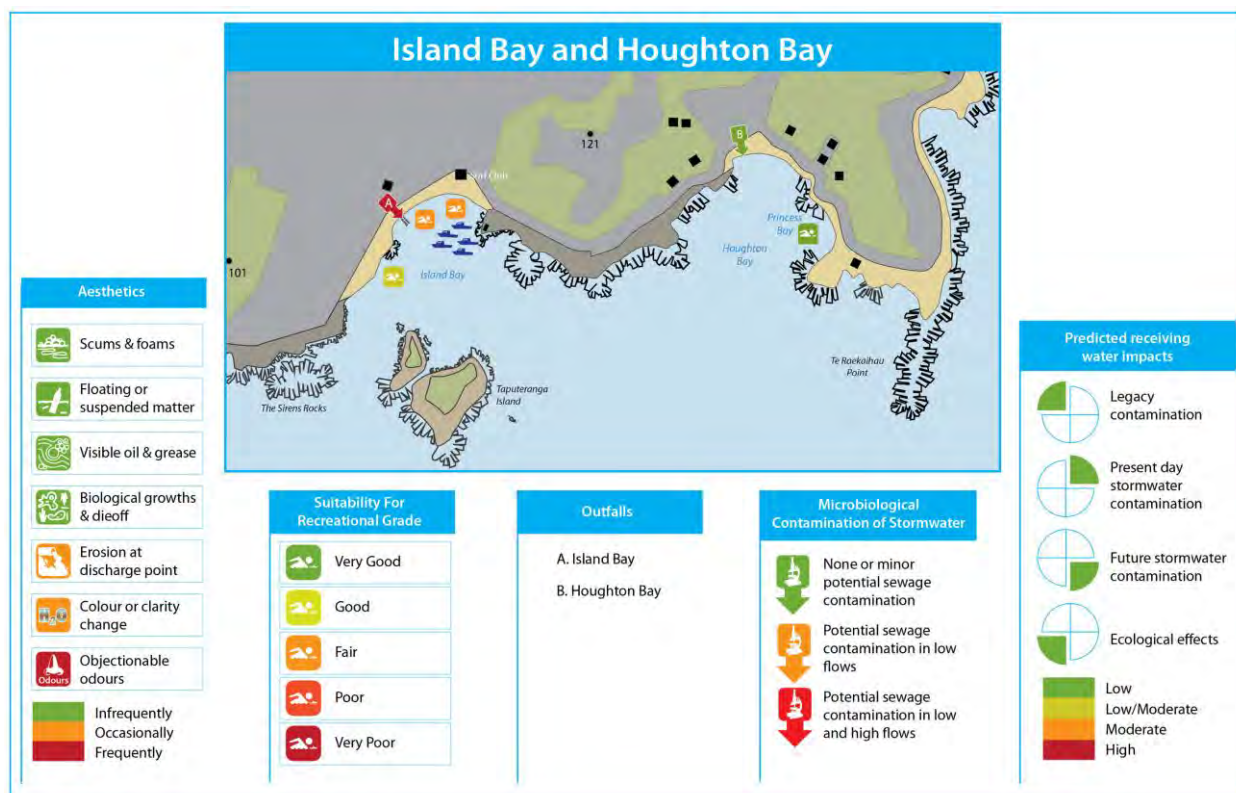 Island Bay and Houghton Bay
B
121
A
Princess
Bay
Houghton
Bay
Island Bay
101
Te Raekaihau
Point
Taputeranga
Island
The Sirens Rocks
Aesthetics
Scums & foams
Floating or
suspended matter
Visible oil & grease
Biological growths
& dieoff
Erosion at
discharge point
Colour or clarity
change
Odours
Objectionable
odours
Infrequently
Occasionally
Frequently
Suitability For
Recreational Grade
Very Good
Good
Fair
Poor
Very Poor
Outfalls
A. Island Bay
B. Houghton Bay
Microbiological
Contamination of Stormwater
None or minor
potential sewage
contamination
Potential sewage
contamination in low
flows
Potential sewage
contamination in low
and high flows
Predicted receiving
water impacts
Legacy
contamination
Present day
stormwater
contamination
Future stormwater
contamination
Ecological effects
Low
Low/Moderate
Moderate
High